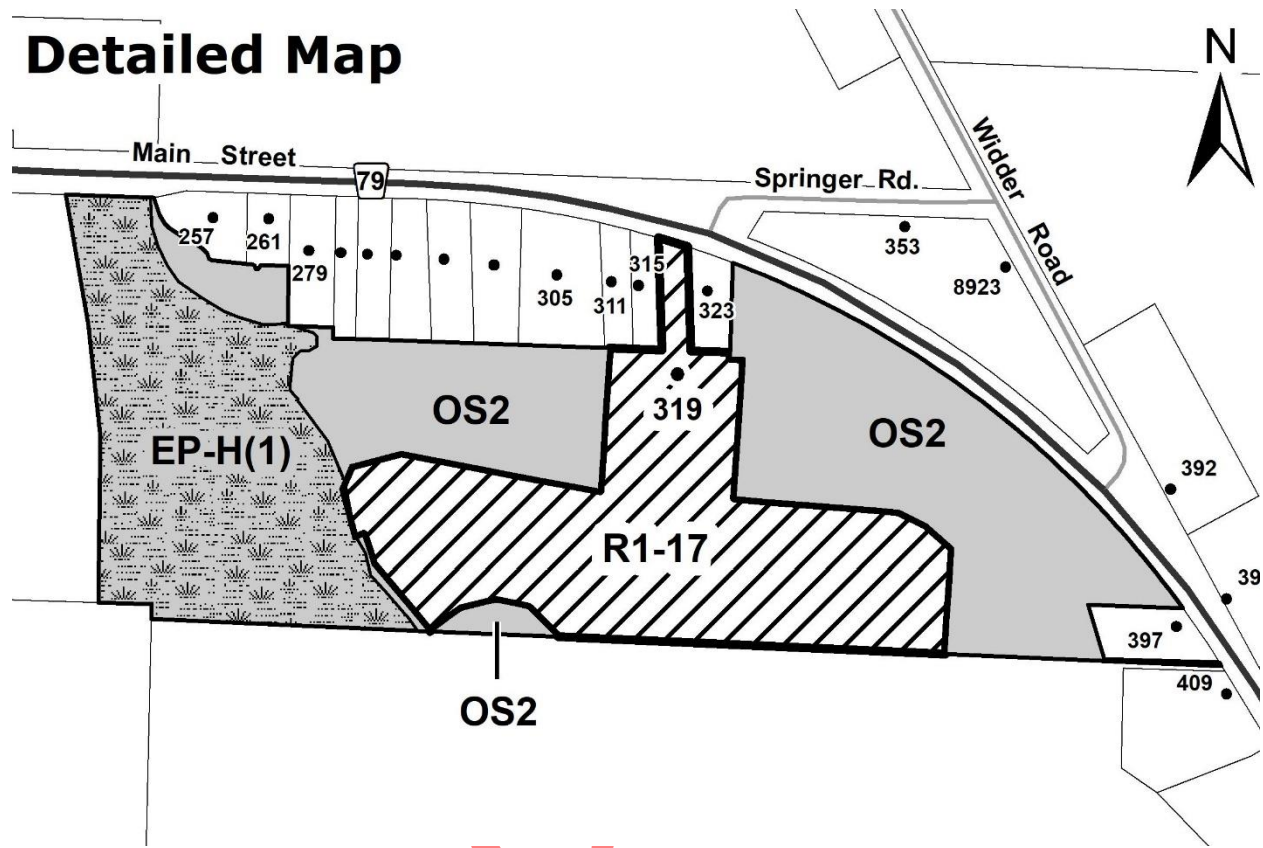 Detailed Map
N
Main Street
79
Springer Rd.
Widder Road
257
261
279
305
311
315
323
353
8923
319
392
OS2
OS2
EP-H(1)
R1-17
39
397
409
OS2